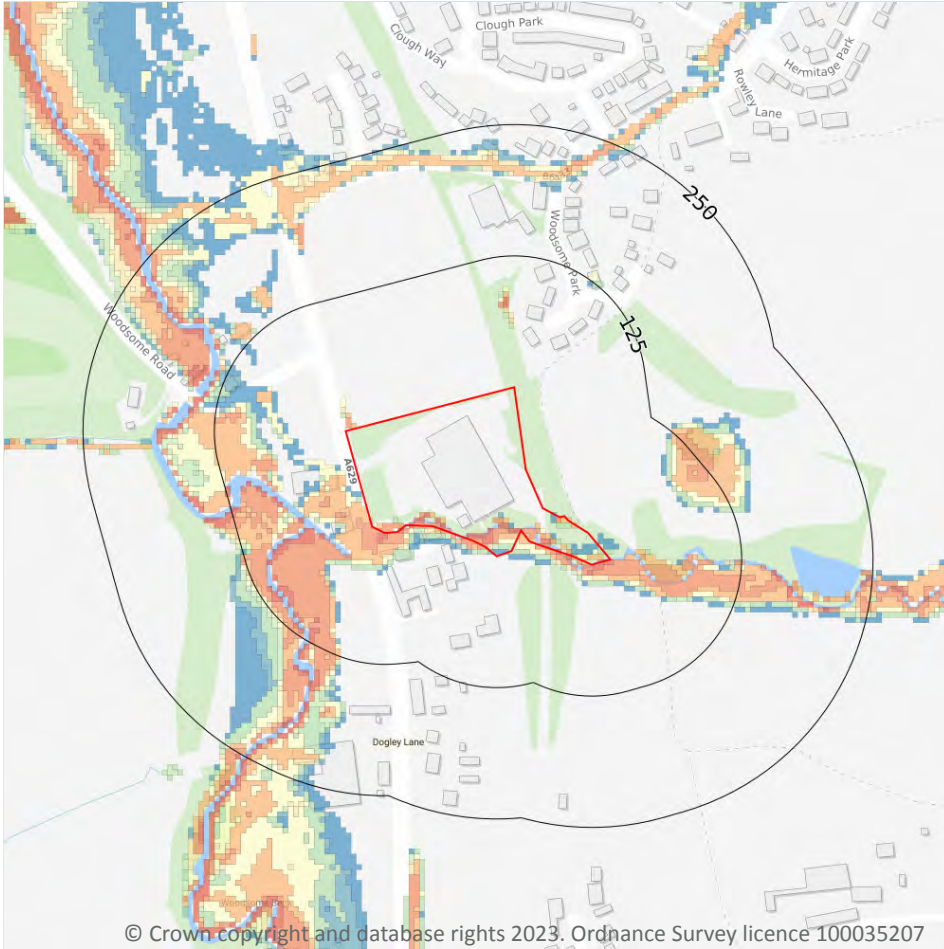 Clough Park
Clough Way
Hermitage Park
Rowley Lane
250
Woodsome Park
125
Woodsome Road
A629
Dogley Lane
© Crown copyright and database rights 2023. Ordnance Survey licence 100035207